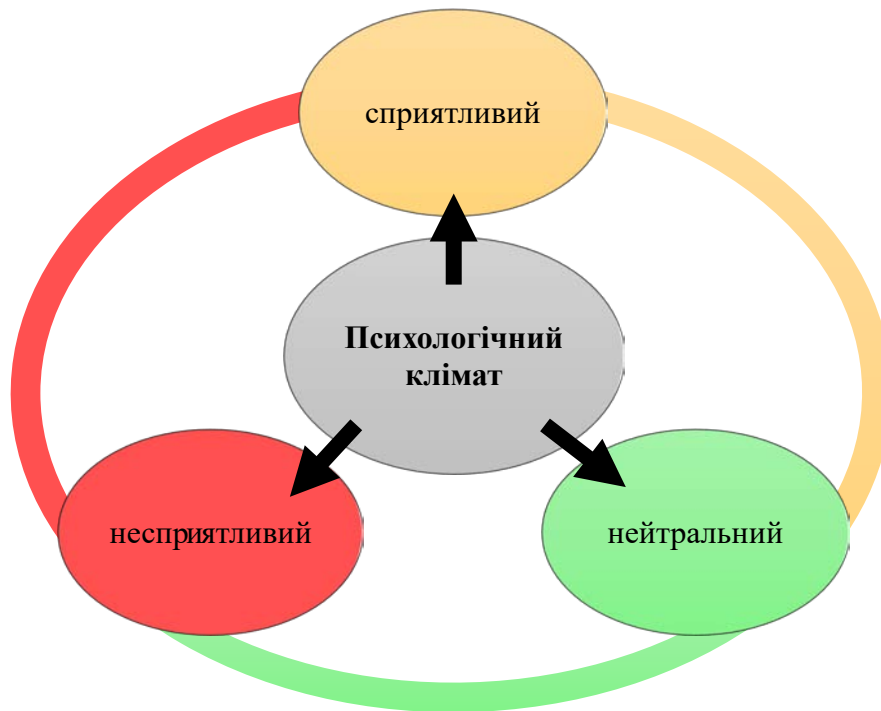 сприятливий
Психологічний
клімат
несприятливий
нейтральний